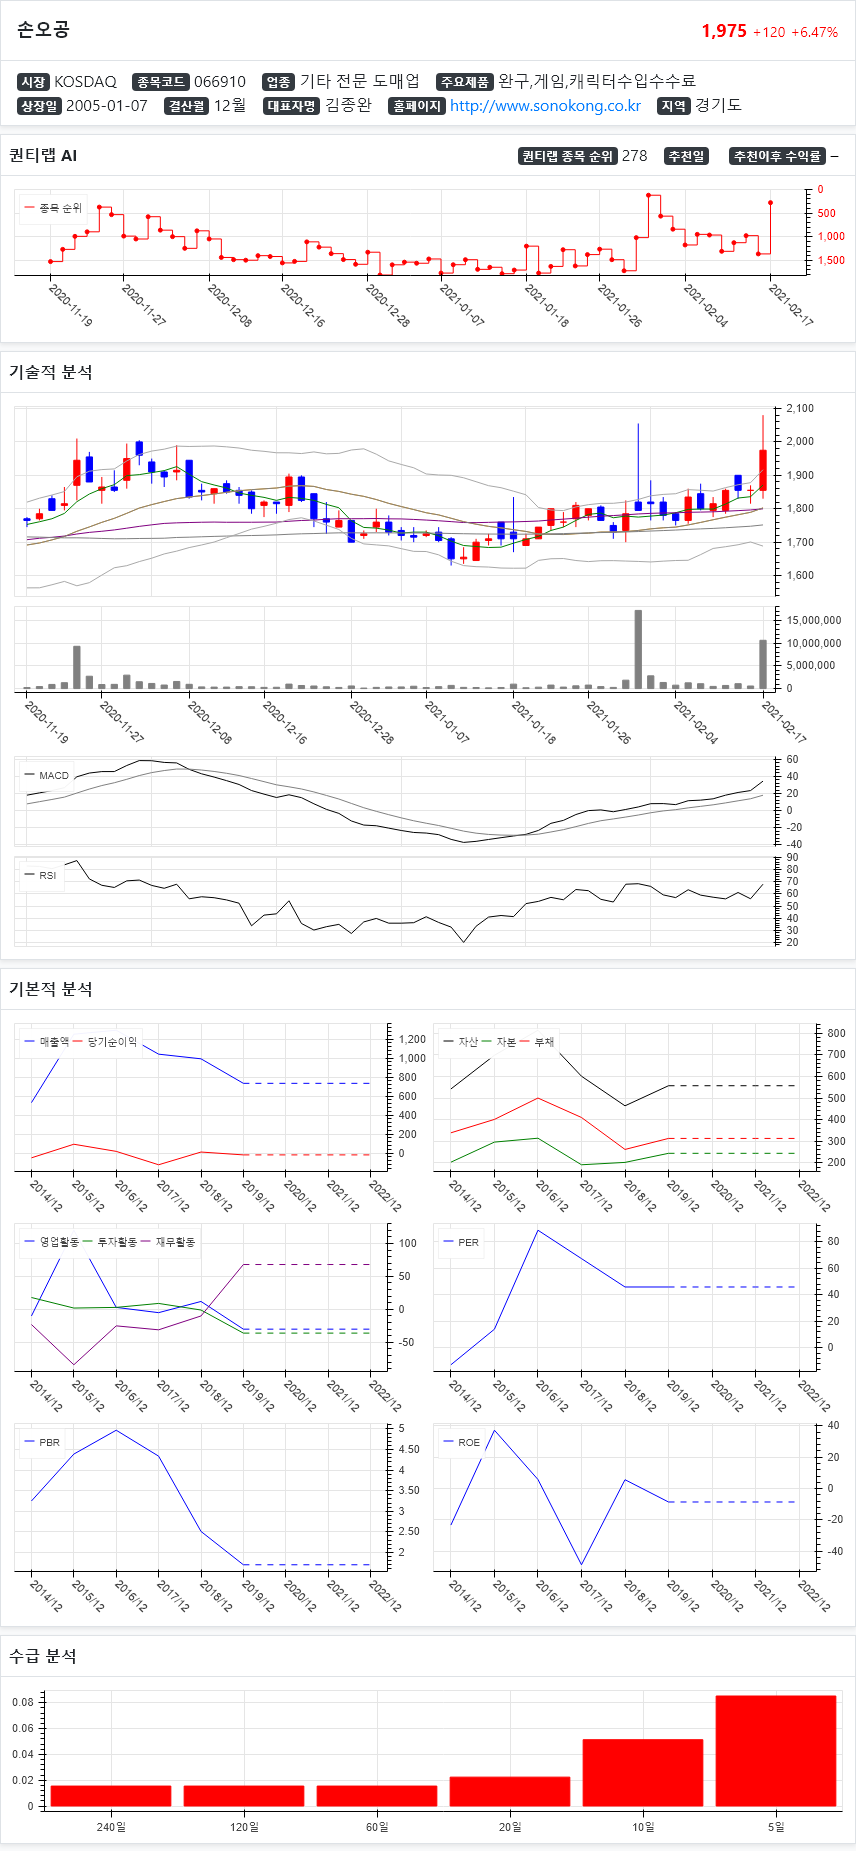 손오공
1,975 +120 +6.47%
시장 KOSDAQ 종목코드 066910 업종 기타 전문 도매업 주요제품 완구,게임,캐릭터수입수수료
상장일 2005-01-07 결산월 12월 대표자명 김종완 홈페이지 http://www.sonokong.co.kr 지역 경기도
퀀티랩 AI
퀀티랩 종목 순위 278 추천일 추천이후 수익률 –
종목 순위
0
500
1,000
1,500
2020-11-19 2020-11-27 2020-12-08 2020-12-16 2020-12-28 2021-01-07 2021-01-18 2021-01-26 2021-02-04 2021-02-17
기술적 분석
2,100
2,000
1,900
1,800
1,700
1,600
15,000,000
10,000,000
5,000,000
0
2020-11-19 2020-11-27 2020-12-08 2020-12-16 2020-12-28 2021-01-07 2021-01-18 2021-01-26 2021-02-04 2021-02-17
MACD
60
40
20
0
-20
-40
RSI
90
80
70
60
50
40
30
20
기본적 분석
매출액 당기순이익
1,200
1,000
800
600
400
200
0
2014/12 2015/12 2016/12 2017/12 2018/12 2019/12 2020/12 2021/12 2022/12
자산 자본 부채
800
700
600
500
400
300
200
2014/12 2015/12 2016/12 2017/12 2018/12 2019/12 2020/12 2021/12 2022/12
영업활동 투자활동 재무활동
100
50
0
-50
2014/12 2015/12 2016/12 2017/12 2018/12 2019/12 2020/12 2021/12 2022/12
PER
80
60
40
20
0
2014/12 2015/12 2016/12 2017/12 2018/12 2019/12 2020/12 2021/12 2022/12
PBR
5
4.50
4
3.50
3
2.50
2
2014/12 2015/12 2016/12 2017/12 2018/12 2019/12 2020/12 2021/12 2022/12
ROE
40
20
0
-20
-40
2014/12 2015/12 2016/12 2017/12 2018/12 2019/12 2020/12 2021/12 2022/12
수급 분석
0.08
0.06
0.04
0.02
0
240일 120일 60일 20일 10일 5일